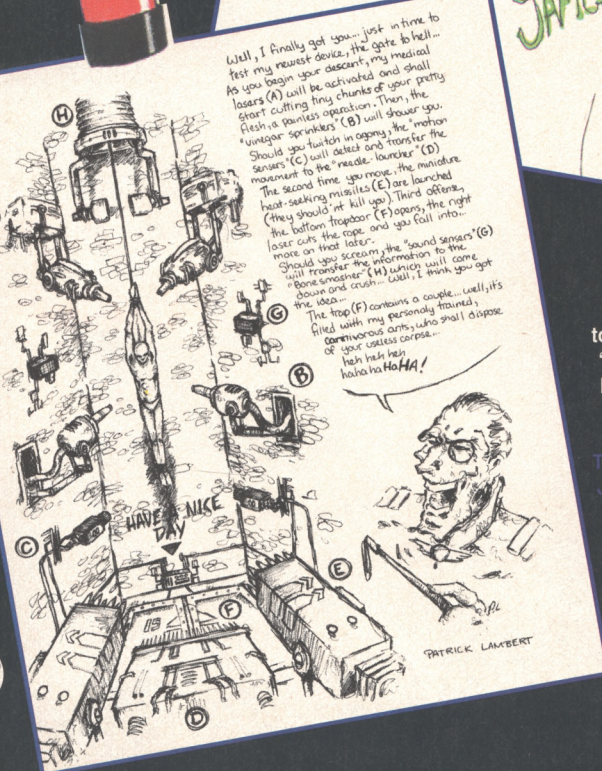 JAMIE
Well, I finally got you... just in time to
test my newest device, the gate to hell...
As you begin your descent, my medical
lasers (A) will be activated and shall
start cutting tiny chunks of your pretty
flesh, a painless operation. Then, the
"vinegar sprinklers" (B) will shower you.
Should you twitch in agony, the "motion
sensers" (C) will detect and transfer the
movement to the "needle-launcher" (D)
The second time you move, the miniature
heat-seeking missiles (E) are launched
(they should'nt kill you). Third offense,
the bottom trapdoor (F) opens, the right
laser cuts the rope and you fall into...
more on that later.
Should you scream, the "sound sensers" (G)
will transfer the information to the
"Bonesmasher" (H) which will come
down and crush... Well, I think you got
the idea...
The trap (F) contains a couple... well, it's
filled with my personaly trained,
carnivorous ants, who shall dispose
of your useless corpse...
heh heh heh
hahahaHaHA!
H
G
B
HAVE A NICE
DAY
C
E
F
D
P.L.
PATRICK LAMBERT